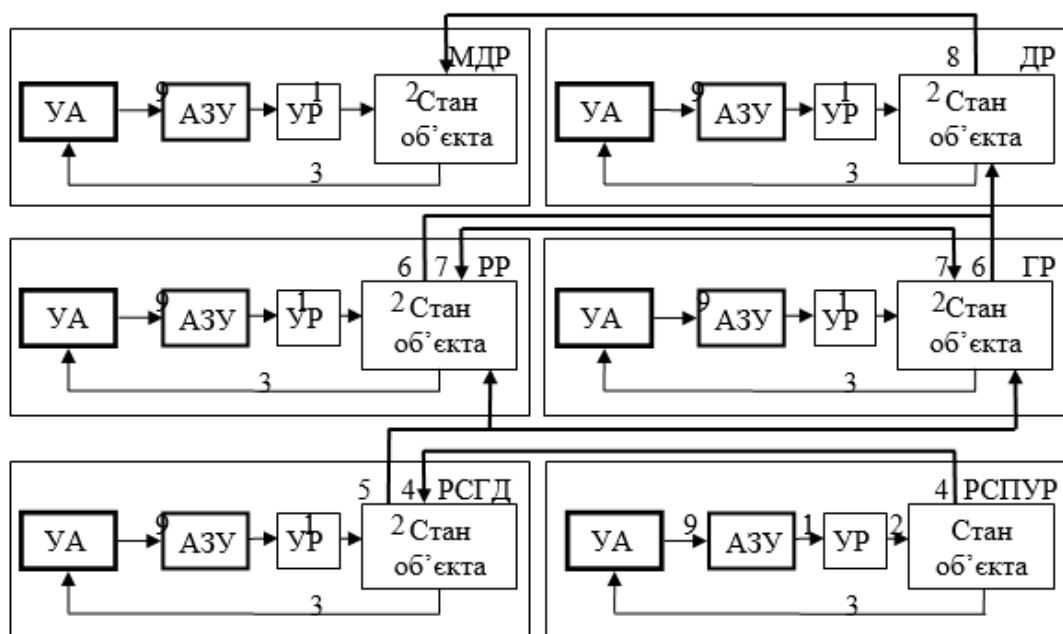 МДР
9 1 2
УА АЗУ УР Стан
об’єкта
3
8 ДР
9 1 2
УА АЗУ УР Стан
об’єкта
3
6 7 РР
9 1 2
УА АЗУ УР Стан
об’єкта
3
7 6 ГР
9 1 2
УА АЗУ УР Стан
об’єкта
3
5 4 РСГД
9 1 2
УА АЗУ УР Стан
об’єкта
3
4 РСПУР
9 1 2
УА АЗУ УР Стан
об’єкта
3